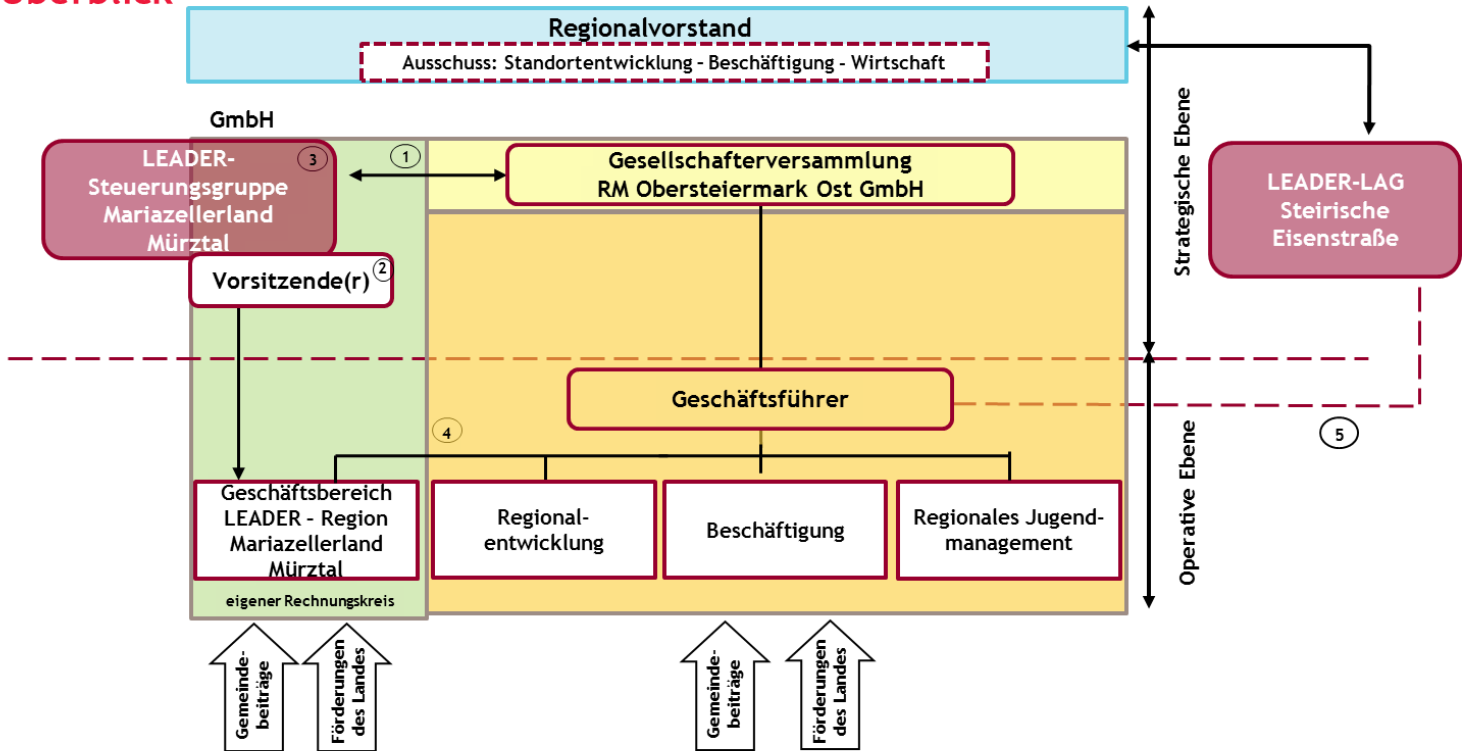 Überblick
Regionalvorstand
Ausschuss: Standortentwicklung - Beschäftigung - Wirtschaft
GmbH
LEADER-
Steuerungsgruppe
Mariazellerland
Mürztal
3
1
Gesellschafterversammlung
RM Obersteiermark Ost GmbH
Vorsitzende(r)
2
Strategische Ebene
LEADER-LAG
Steirische
Eisenstraße
Geschäftsführer
4
5
Operative Ebene
Geschäftsbereich
LEADER – Region
Mariazellerland
Mürztal
eigener Rechnungskreis
Regional-
entwicklung
Beschäftigung
Regionales Jugend-
management
Gemeinde-
beiträge
Förderungen
des Landes
Gemeinde-
beiträge
Förderungen
des Landes